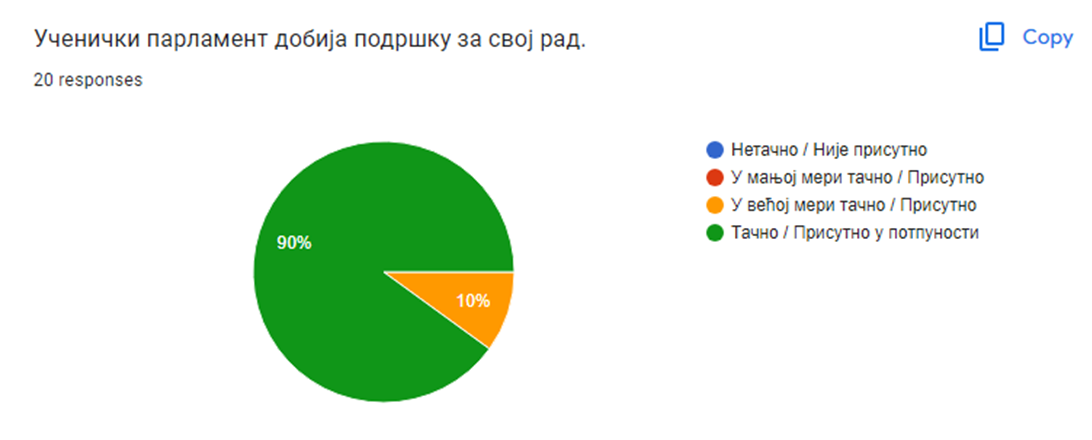 Ученички парламент добија подршку за свој рад.
Copy
20 responses
Нетачно / Није присутно
У мањој мери тачно / Присутно
У већој мери тачно / Присутно
Тачно / Присутно у потпуности
90%
10%